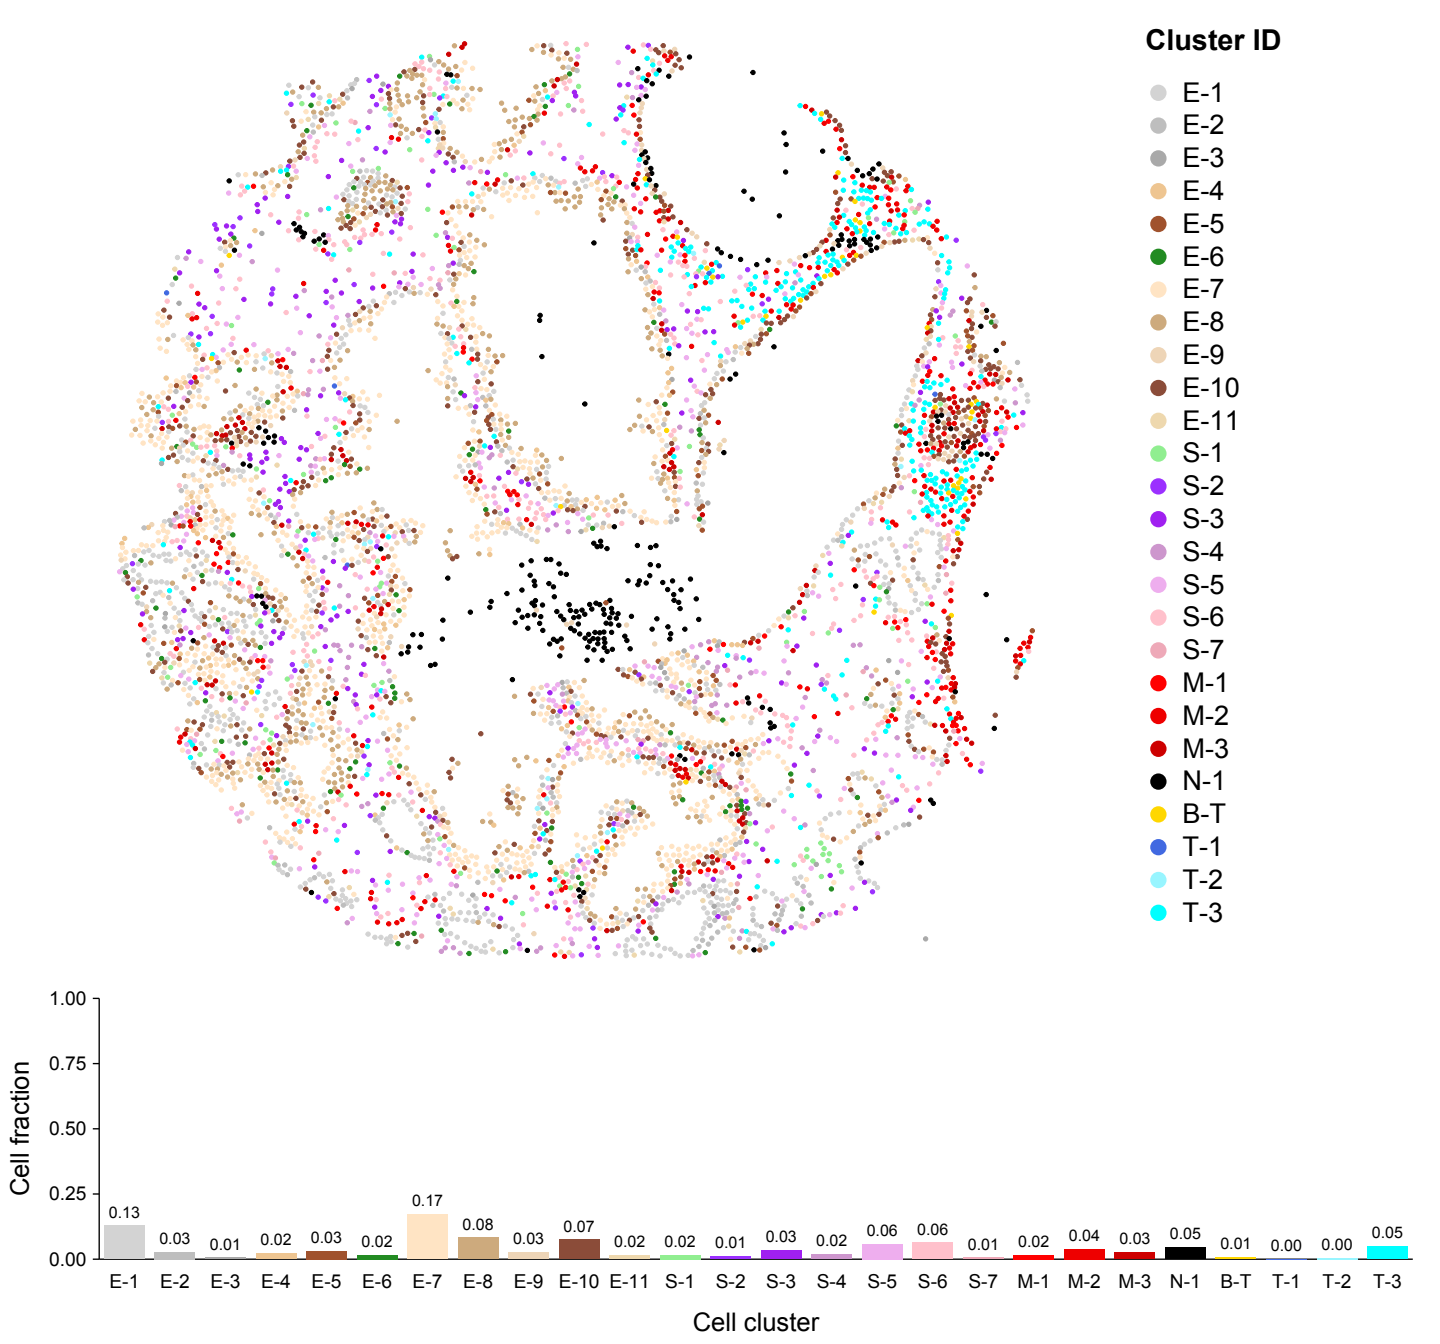 Cluster ID
E-1
E-2
E-3
E-4
E-5
E-6
E-7
E-8
E-9
E-10
E-11
S-1
S-2
S-3
S-4
S-5
S-6
S-7
M-1
M-2
M-3
N-1
B-T
T-1
T-2
T-3
1.00
0.75
0.50
0.25
0.00
Cell fraction
0.13 0.03 0.01 0.02 0.03 0.02 0.17 0.08 0.03 0.07 0.02 0.02 0.01 0.03 0.02 0.06 0.06 0.01 0.02 0.04 0.03 0.05 0.01 0.00 0.00 0.05
E-1 E-2 E-3 E-4 E-5 E-6 E-7 E-8 E-9 E-10 E-11 S-1 S-2 S-3 S-4 S-5 S-6 S-7 M-1 M-2 M-3 N-1 B-T T-1 T-2 T-3
Cell cluster